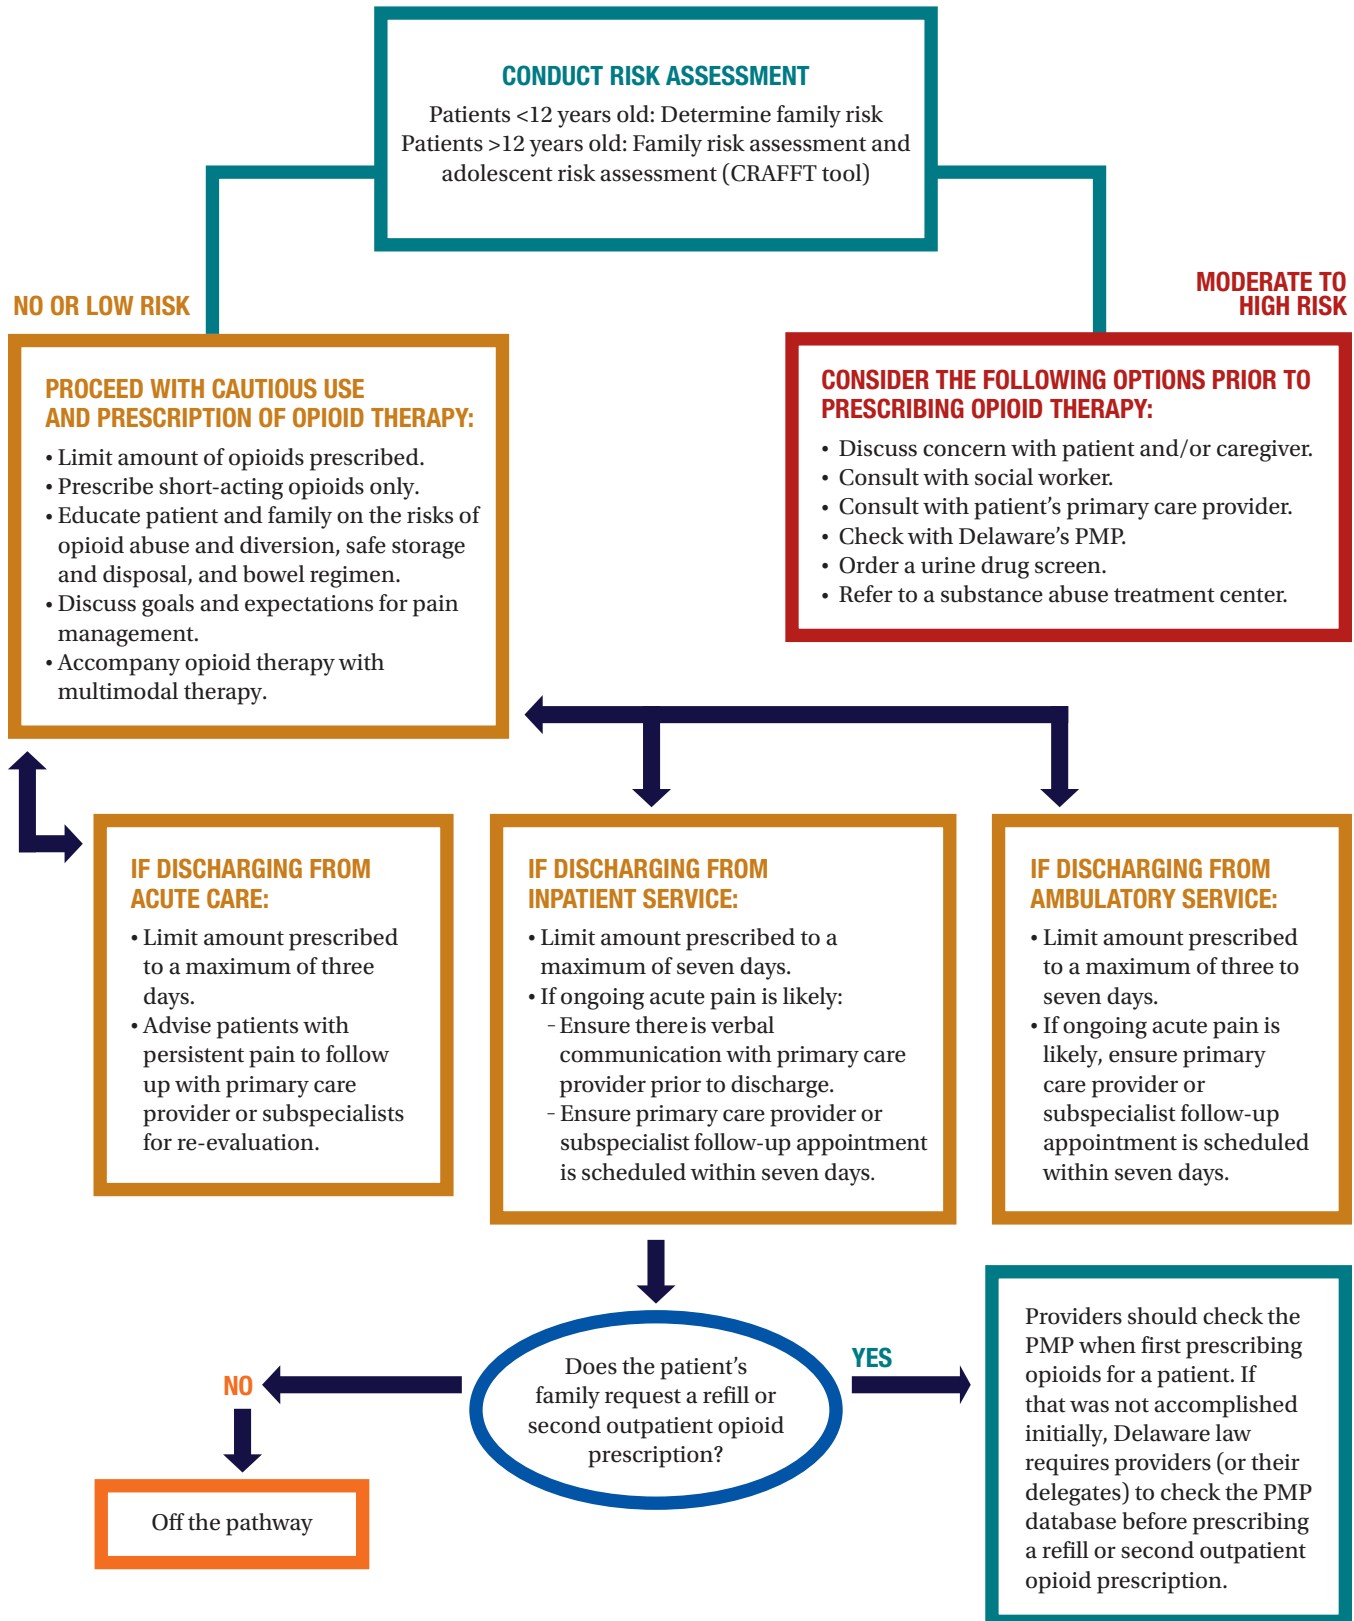 CONDUCT RISK ASSESSMENT
Patients <12 years old: Determine family risk
Patients >12 years old: Family risk assessment and
adolescent risk assessment (CRAFFT tool)
NO OR LOW RISK
MODERATE TO
HIGH RISK
PROCEED WITH CAUTIOUS USE
AND PRESCRIPTION OF OPIOID THERAPY:
• Limit amount of opioids prescribed.
• Prescribe short-acting opioids only.
• Educate patient and family on the risks of
opioid abuse and diversion, safe storage
and disposal, and bowel regimen.
• Discuss goals and expectations for pain
management.
• Accompany opioid therapy with
multimodal therapy.
CONSIDER THE FOLLOWING OPTIONS PRIOR TO
PRESCRIBING OPIOID THERAPY:
• Discuss concern with patient and/or caregiver.
• Consult with social worker.
• Consult with patient's primary care provider.
• Check with Delaware's PMP.
• Order a urine drug screen.
• Refer to a substance abuse treatment center.
IF DISCHARGING FROM
ACUTE CARE:
• Limit amount prescribed
to a maximum of three
days.
• Advise patients with
persistent pain to follow
up with primary care
provider or subspecialists
for re-evaluation.
IF DISCHARGING FROM
INPATIENT SERVICE:
• Limit amount prescribed to a
maximum of seven days.
• If ongoing acute pain is likely:
- Ensure there is verbal
communication with primary care
provider prior to discharge.
- Ensure primary care provider or
subspecialist follow-up appointment
is scheduled within seven days.
IF DISCHARGING FROM
AMBULATORY SERVICE:
• Limit amount prescribed
to a maximum of three to
seven days.
• If ongoing acute pain is
likely, ensure primary
care provider or
subspecialist follow-up
appointment is scheduled
within seven days.
Does the patient's
family request a refill or
second outpatient opioid
prescription?
NO
YES
Off the pathway
Providers should check the
PMP when first prescribing
opioids for a patient. If
that was not accomplished
initially, Delaware law
requires providers (or their
delegates) to check the PMP
database before prescribing
a refill or second outpatient
opioid prescription.